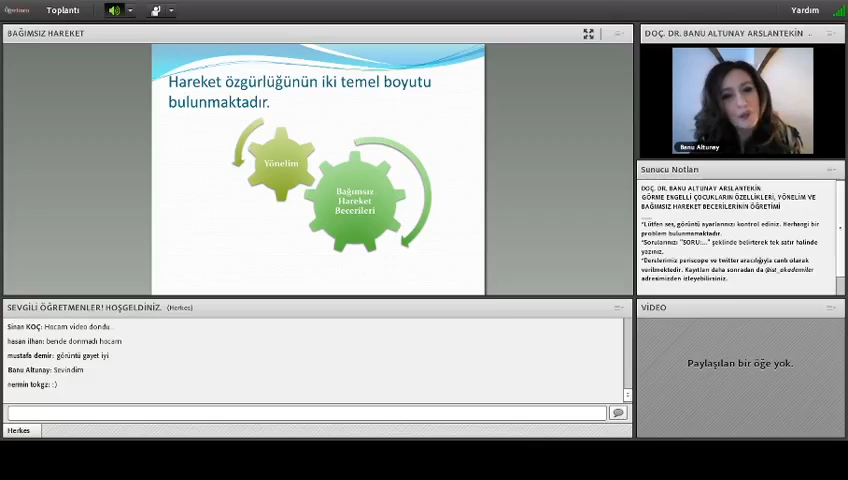 öğretmen Toplantı Yardım
BAĞIMSIZ HAREKET
Hareket özgürlüğünün iki temel boyutu
bulunmaktadır.
Yönelim
Bağımsız
Hareket
Becerileri
DOÇ. DR. BANU ALTUNAY ARSLANTEKİN ...
Banu Altunay
Sunucu Notları
DOÇ. DR. BANU ALTUNAY ARSLANTEKİN
GÖRME ENGELLİ ÇOCUKLARIN ÖZELLİKLERİ, YÖNELİM VE
BAĞIMSIZ HAREKET BECERİLERİNİN ÖĞRETİMİ
*Lütfen ses, görüntü ayarlarınızı kontrol ediniz. Herhangi bir
problem bulunmamaktadır.
*Sorularınızı "SORU:..." şeklinde belirterek tek satır halinde
yazınız.
*Derslerimiz periscope ve twitter aracılığıyla canlı olarak
verilmektedir. Kayıtları daha sonradan da @ist_akademiler
adresimizden izleyebilirsiniz.
SEVGİLİ ÖĞRETMENLER! HOŞGELDİNİZ. (Herkes)
Sinan KOÇ: Hocam video dondu..
hasan ilhan: bende donmadı hocam
mustafa demir: görüntü gayet iyi
Banu Altunay: Sevindim
nermin tokgz: :)
Herkes
VİDEO
Paylaşılan bir öğe yok.